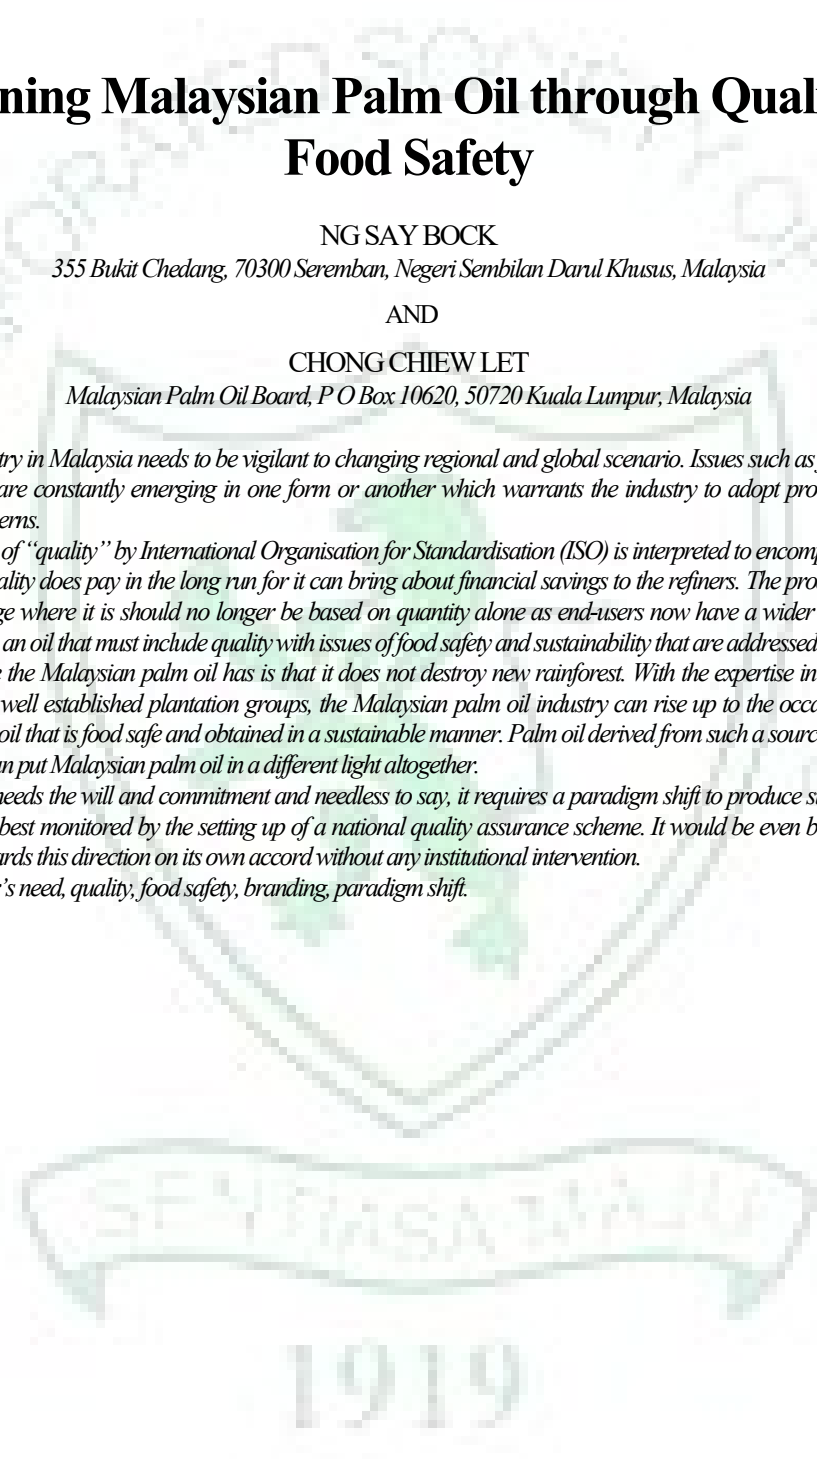 ning Malaysian Palm Oil through Quali
Food Safety
NG SAY BOCK
355 Bukit Chedang, 70300 Seremban, Negeri Sembilan Darul Khusus, Malaysia
AND
CHONG CHIEW LET
Malaysian Palm Oil Board, P O Box 10620, 50720 Kuala Lumpur, Malaysia
try in Malaysia needs to be vigilant to changing regional and global scenario. Issues such as
are constantly emerging in one form or another which warrants the industry to adopt pro
erns.
of “quality” by International Organisation for Standardisation (ISO) is interpreted to encomp
ality does pay in the long run for it can bring about financial savings to the refiners. The pro
ge where it is should no longer be based on quantity alone as end-users now have a wider
an oil that must include quality with issues of food safety and sustainability that are addressed
the Malaysian palm oil has is that it does not destroy new rainforest. With the expertise in
well established plantation groups, the Malaysian palm oil industry can rise up to the occa
oil that is food safe and obtained in a sustainable manner. Palm oil derived from such a sourc
an put Malaysian palm oil in a different light altogether.
needs the will and commitment and needless to say, it requires a paradigm shift to produce su
best monitored by the setting up of a national quality assurance scheme. It would be even b
ards this direction on its own accord without any institutional intervention.
r’s need, quality, food safety, branding, paradigm shift.
1919